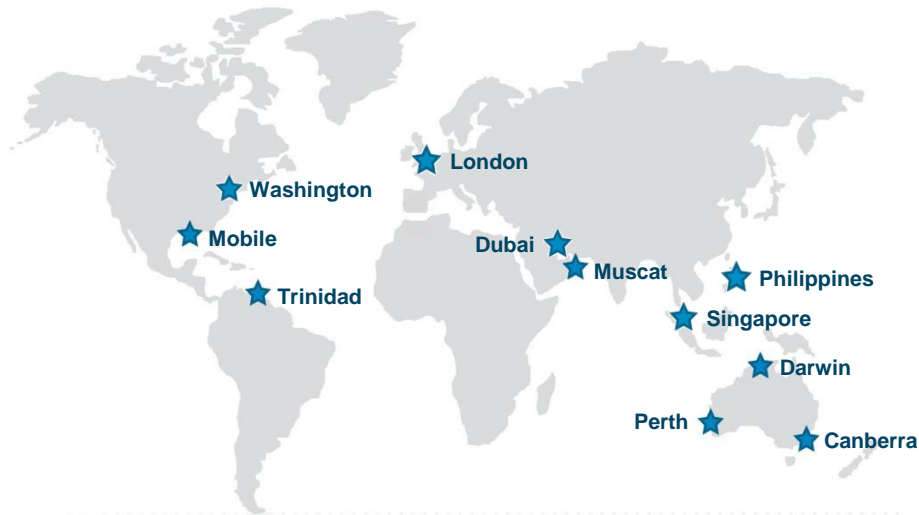 London
Washington
Mobile
Dubai
Muscat
Philippines
Trinidad
Singapore
Darwin
Perth
Canberra